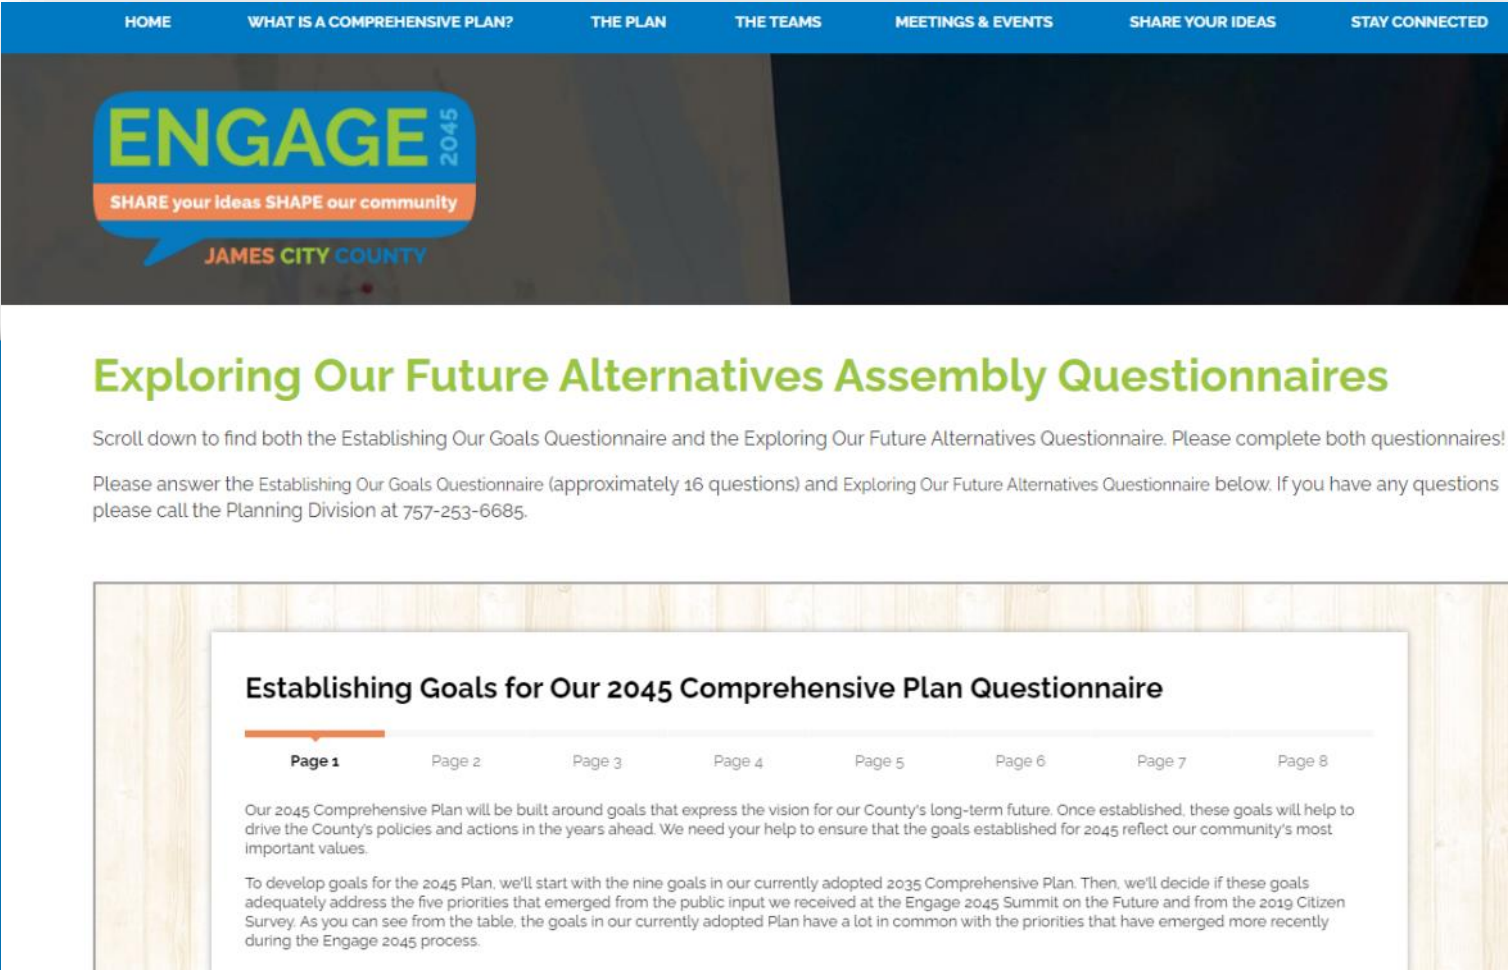 HOME WHAT IS A COMPREHENSIVE PLAN? THE PLAN THE TEAMS MEETINGS & EVENTS SHARE YOUR IDEAS STAY CONNECTED
ENGAGE 2045
SHARE your ideas SHAPE our community
JAMES CITY COUNTY
Exploring Our Future Alternatives Assembly Questionnaires
Scroll down to find both the Establishing Our Goals Questionnaire and the Exploring Our Future Alternatives Questionnaire. Please complete both questionnaires!
Please answer the Establishing Our Goals Questionnaire (approximately 16 questions) and Exploring Our Future Alternatives Questionnaire below. If you have any questions
please call the Planning Division at 757-253-6685.
Establishing Goals for Our 2045 Comprehensive Plan Questionnaire
Page 1 Page 2 Page 3 Page 4 Page 5 Page 6 Page 7 Page 8
Our 2045 Comprehensive Plan will be built around goals that express the vision for our County's long-term future. Once established, these goals will help to
drive the County's policies and actions in the years ahead. We need your help to ensure that the goals established for 2045 reflect our community's most
important values.
To develop goals for the 2045 Plan, we'll start with the nine goals in our currently adopted 2035 Comprehensive Plan. Then, we'll decide if these goals
adequately address the five priorities that emerged from the public input we received at the Engage 2045 Summit on the Future and from the 2019 Citizen
Survey. As you can see from the table, the goals in our currently adopted Plan have a lot in common with the priorities that have emerged more recently
during the Engage 2045 process.